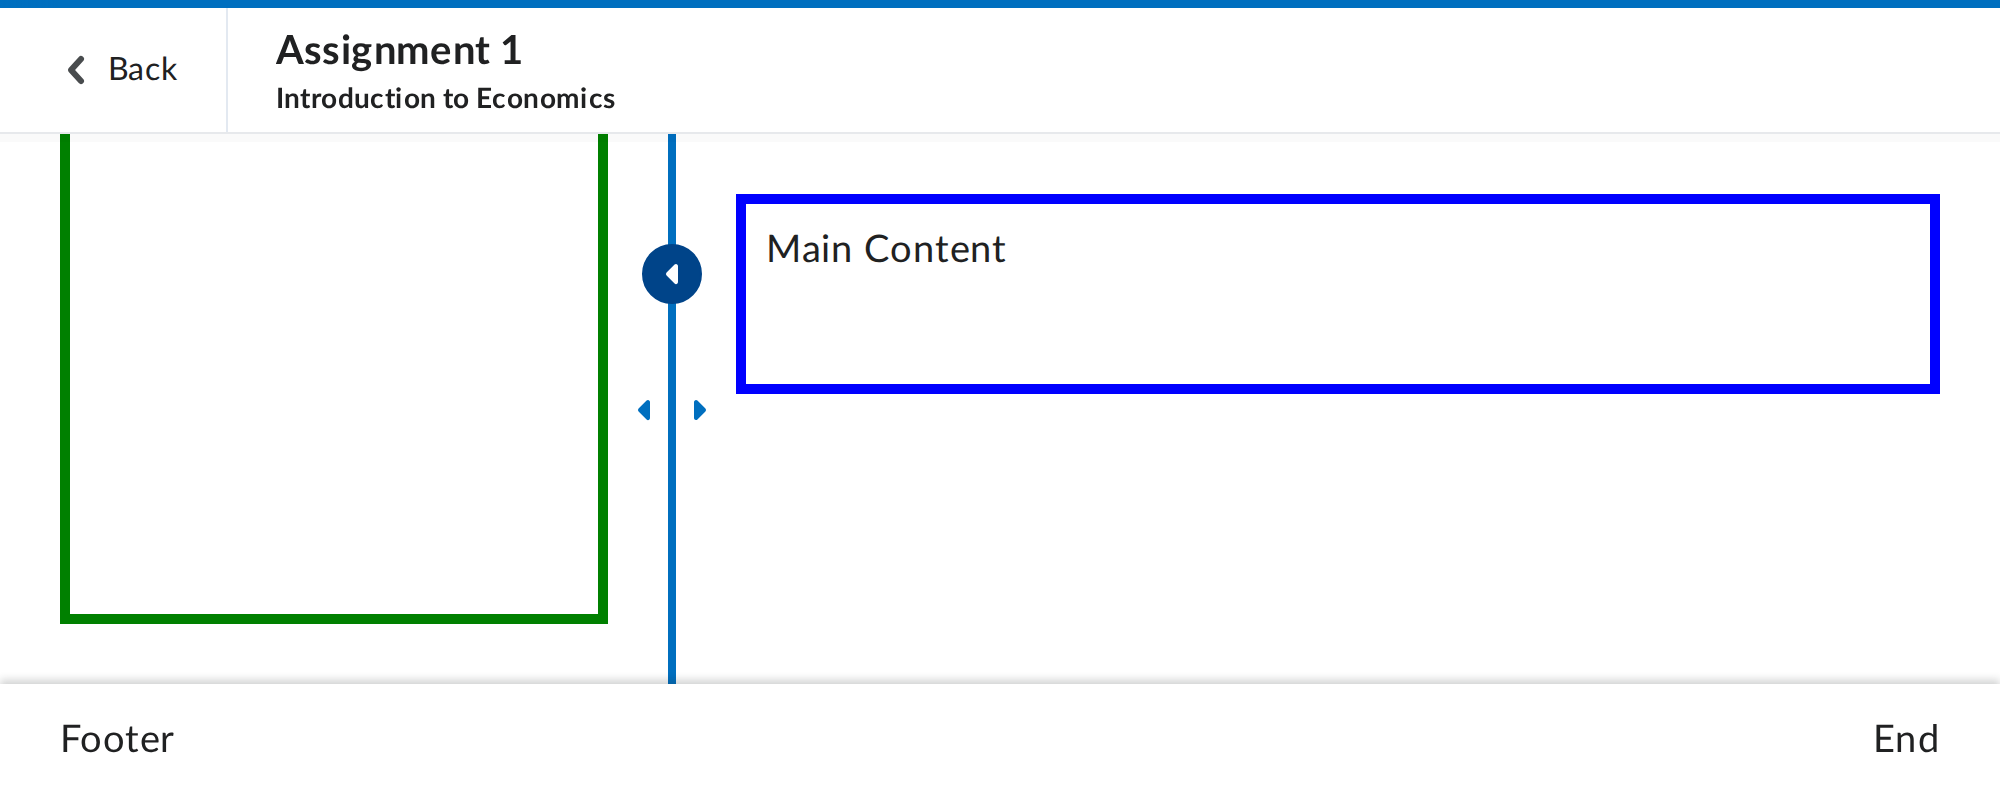 Back
Assignment 1
Introduction to Economics
Main Content
Footer
End